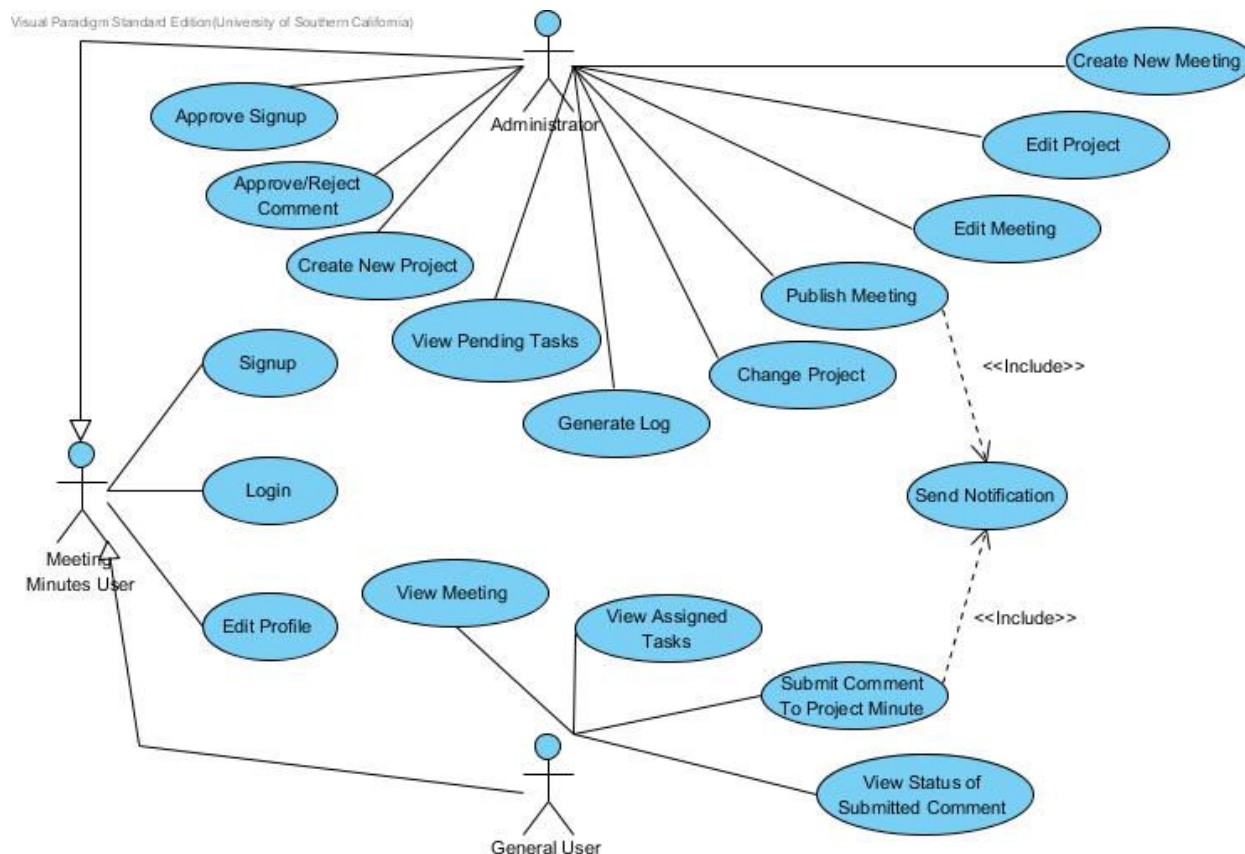 Visual Paradigm Standard Edition(University of Southern California)
Create New Meeting
Approve Signup
Administrator
Edit Project
Approve/Reject
Comment
Edit Meeting
Create New Project
Publish Meeting
View Pending Tasks
Signup
<<Include>>
Change Project
Generate Log
Login
Send Notification
Meeting
Minutes User
View Meeting
View Assigned
Tasks
Edit Profile
<<Include>>
Submit Comment
To Project Minute
View Status of
Submitted Comment
General User